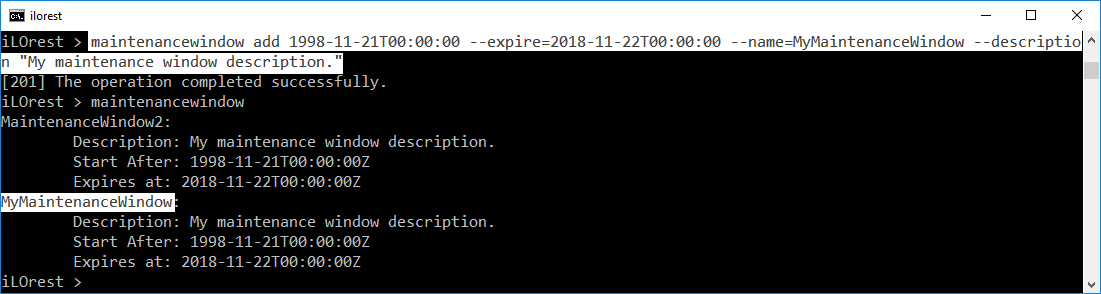 ilorest
iLOrest > maintenancewindow add 1998-11-21T00:00:00 --expire=2018-11-22T00:00:00 --name=MyMaintenanceWindow --descriptio
n "My maintenance window description."
[201] The operation completed successfully.
iLOrest > maintenancewindow
MaintenanceWindow2:
        Description: My maintenance window description.
        Start After: 1998-11-21T00:00:00Z
        Expires at: 2018-11-22T00:00:00Z
MyMaintenanceWindow:
        Description: My maintenance window description.
        Start After: 1998-11-21T00:00:00Z
        Expires at: 2018-11-22T00:00:00Z
iLOrest >